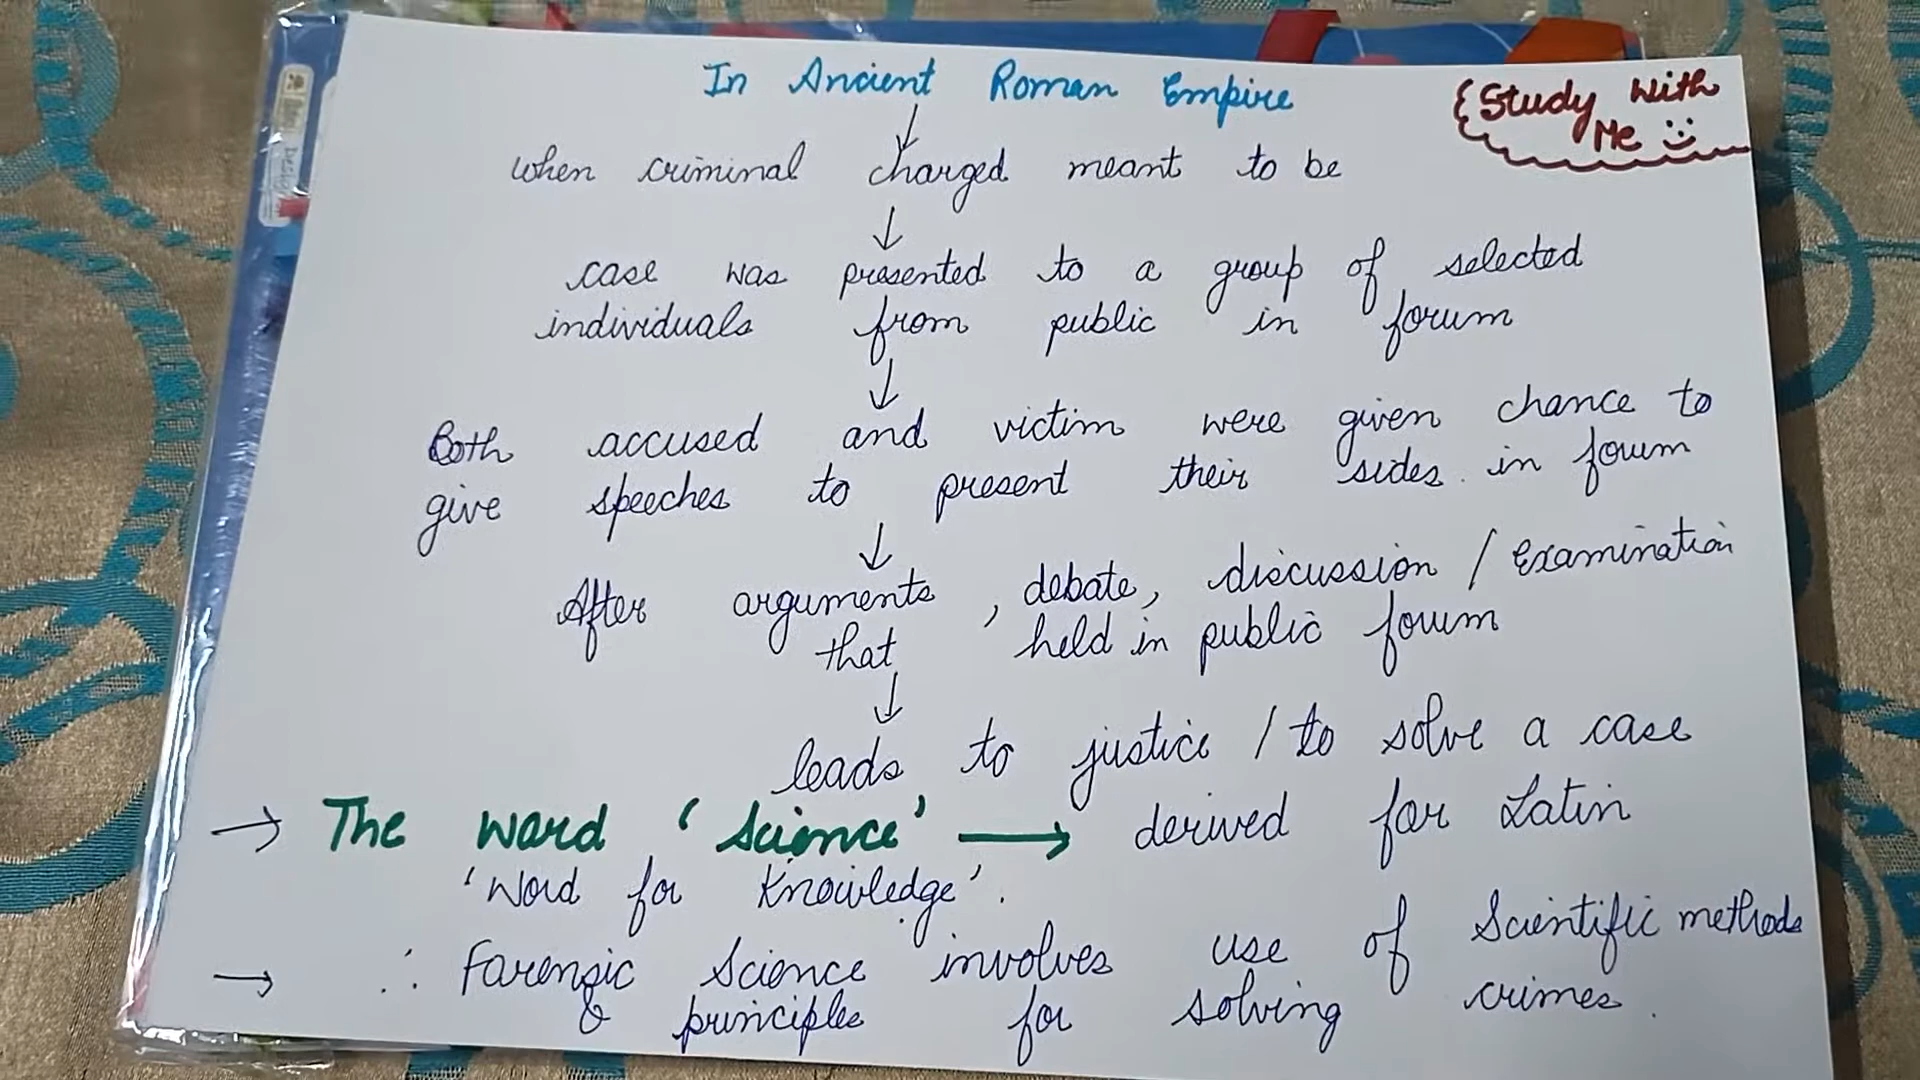 In Ancient Roman Empire
{Study With
Me
when criminal charged meant to be
case was presented to a group of selected
individuals from public in forum
Both accused and victim were given chance to
give speeches to present their sides. in forum
After arguments, debate, discussion / Examination
that held in public forum
leads to justice / to solve a case
→ The word 'Science' → derived for Latin
'Word for Knowledge'.
→ ∴ Forensic Science involves use of Scientific methods
& principles for solving crimes.